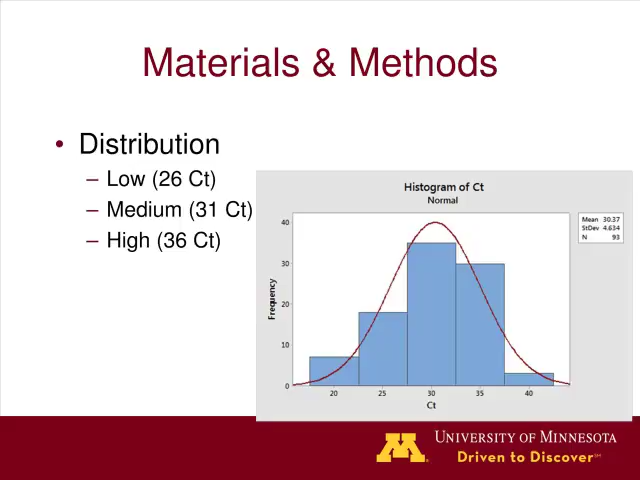 Materials & Methods
• Distribution
– Low (26 Ct)
– Medium (31 Ct)
– High (36 Ct)
Histogram of Ct
Normal
Mean 30.37
StDev 4.634
N 93
Frequency
40
30
20
10
0
20 25 30 35 40
Ct
M
UNIVERSITY OF MINNESOTA
Driven to Discover℠